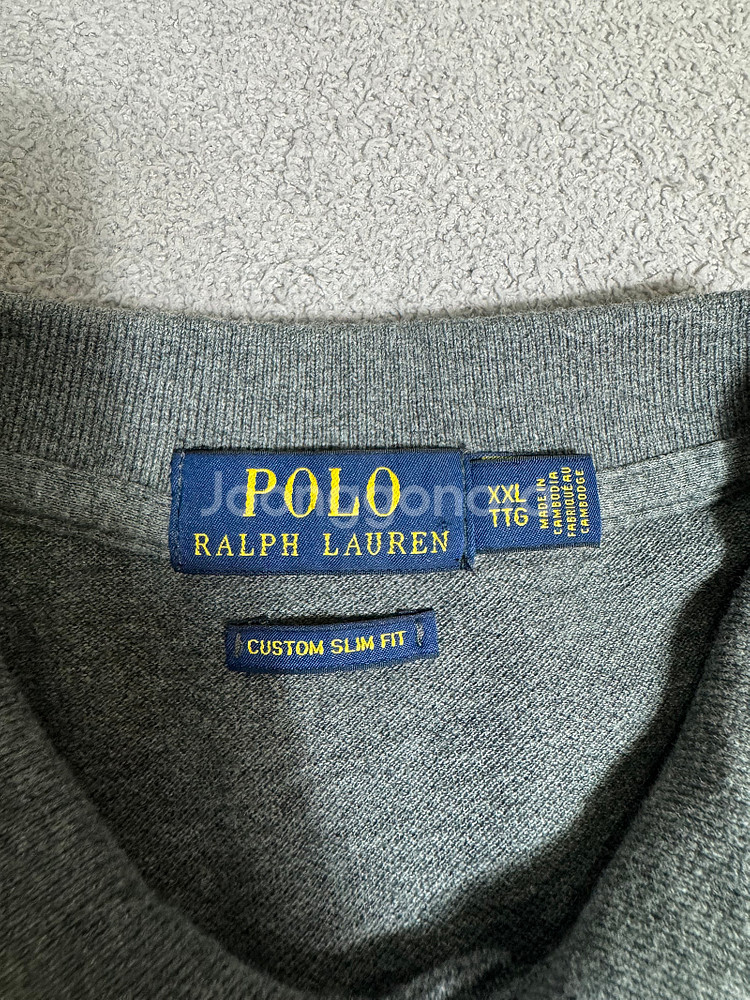 POLO
RALPH LAUREN
XXL
TTG
MADE IN
CAMBODIA
FABRIQUÉ AU
CAMBODGE
CUSTOM SLIM FIT